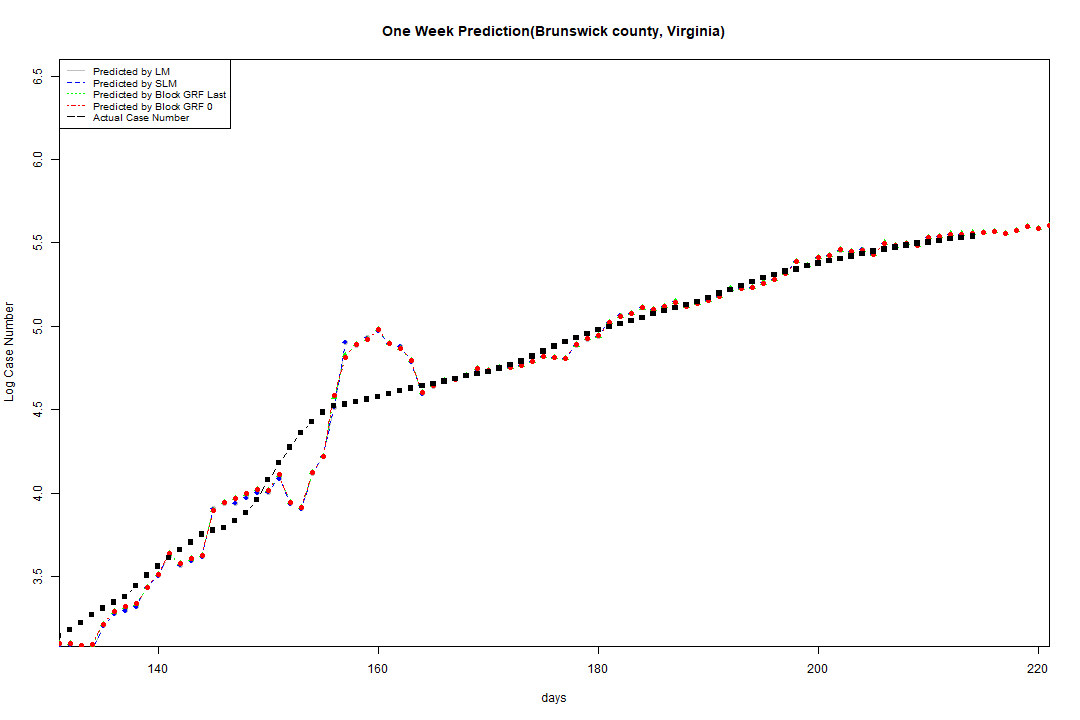 One Week Prediction(Brunswick county, Virginia)
Predicted by LM
Predicted by SLM
Predicted by Block GRF Last
Predicted by Block GRF 0
Actual Case Number
6.5
6.0
5.5
5.0
4.5
4.0
3.5
Log Case Number
140 160 180 200 220
days